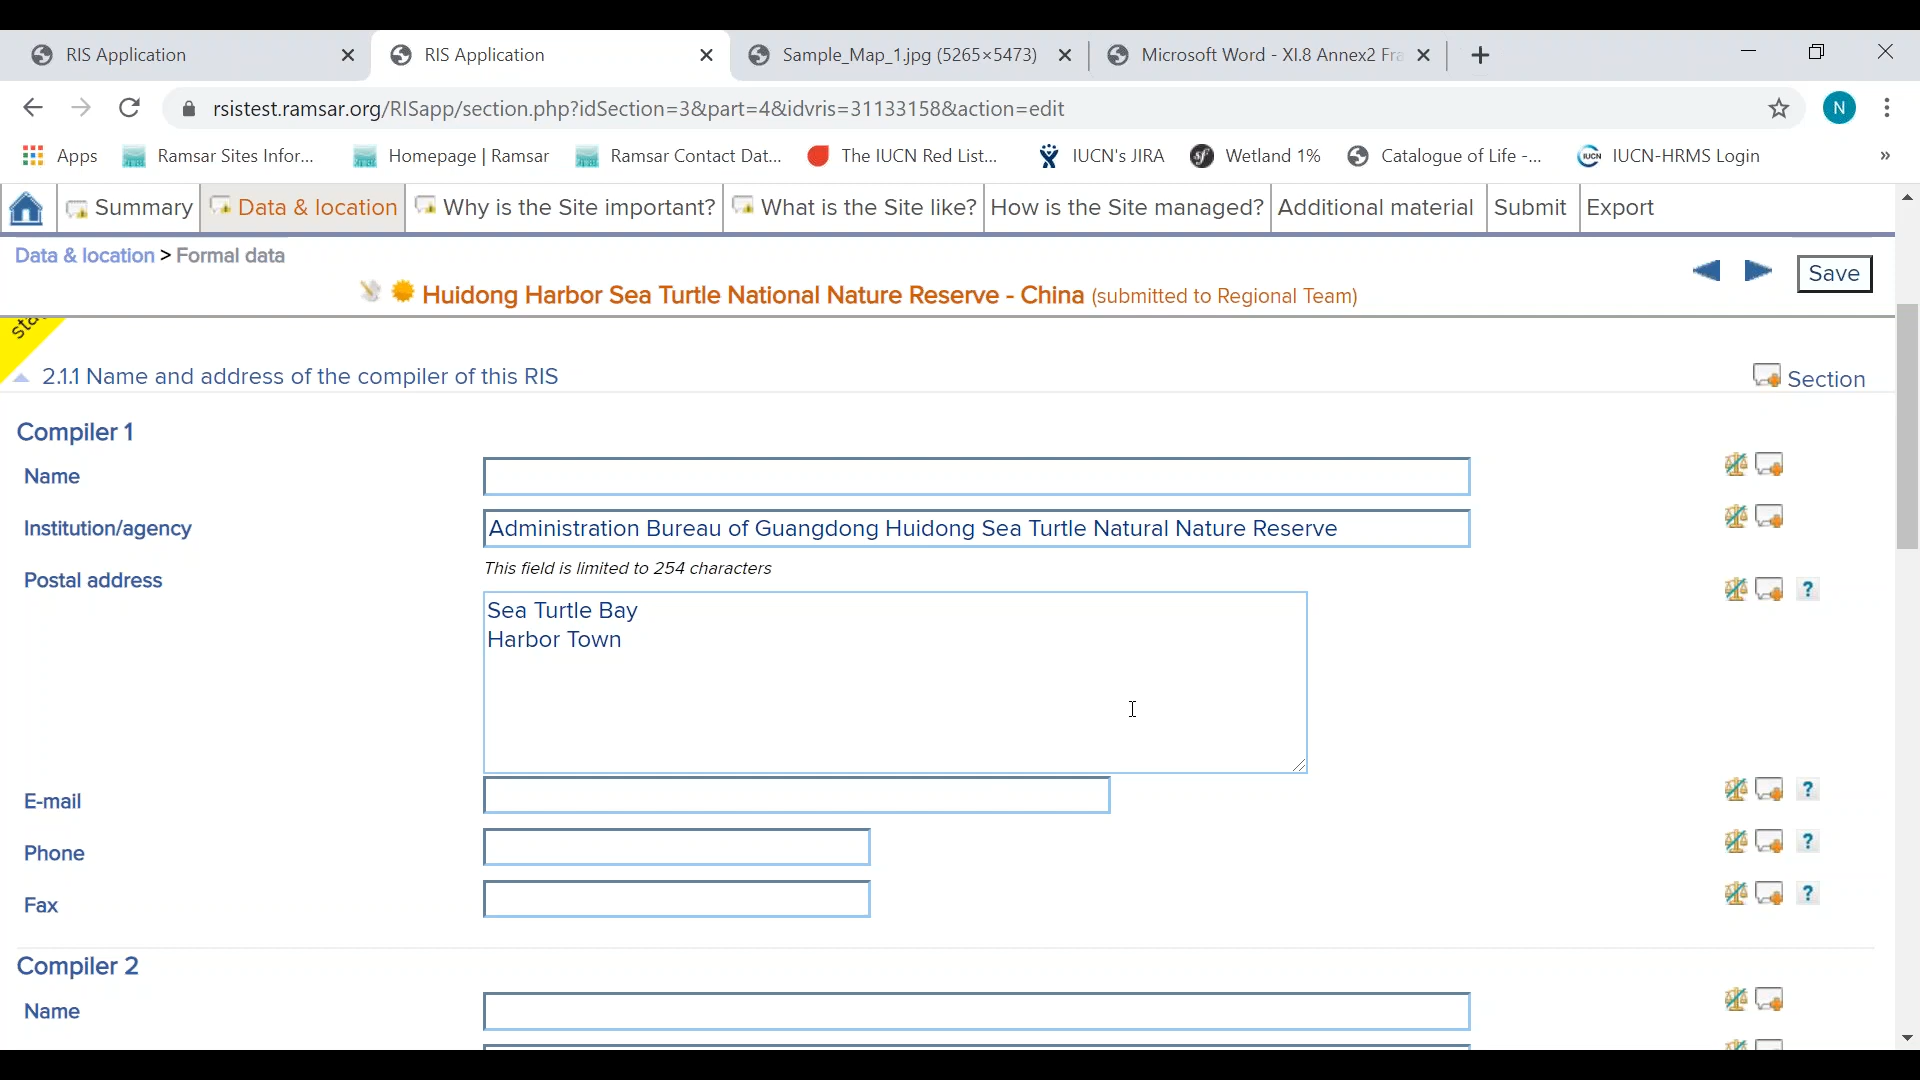 RIS Application
RIS Application
Sample_Map_1.jpg (5265×5473)
Microsoft Word - XI.8 Annex2 Fra
rsistest.ramsar.org/RISapp/section.php?idSection=3&part=4&idvris=31133158&action=edit
N
Apps
Ramsar Sites Infor...
Homepage | Ramsar
Ramsar Contact Dat...
The IUCN Red List...
IUCN's JIRA
Wetland 1%
Catalogue of Life -...
IUCN-HRMS Login
»
Summary
Data & location
Why is the Site important?
What is the Site like?
How is the Site managed?
Additional material
Submit
Export
Data & location > Formal data
Save
Huidong Harbor Sea Turtle National Nature Reserve - China (submitted to Regional Team)
2.1.1 Name and address of the compiler of this RIS
Section
Compiler 1
Name
Institution/agency
Administration Bureau of Guangdong Huidong Sea Turtle Natural Nature Reserve
This field is limited to 254 characters
Postal address
Sea Turtle Bay
Harbor Town
?
E-mail
?
Phone
?
Fax
?
Compiler 2
Name